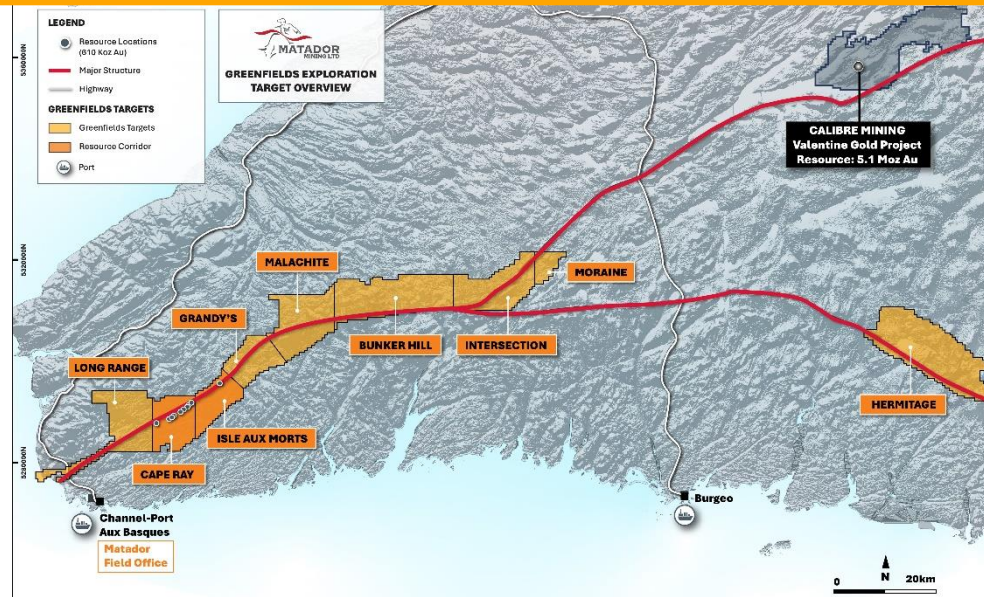 LEGEND
Resource Locations
(610 Koz Au)
Major Structure
Highway
GREENFIELDS TARGETS
Greenfields Targets
Resource Corridor
Port
MATADOR
MINING LTD
GREENFIELDS EXPLORATION
TARGET OVERVIEW
5360000N
CALIBRE MINING
Valentine Gold Project
Resource: 5.1 Moz Au
5320000N
MALACHITE
MORAINE
GRANDY'S
BUNKER HILL
INTERSECTION
LONG RANGE
HERMITAGE
ISLE AUX MORTS
CAPE RAY
5280000N
Channel-Port
Aux Basques
Matador
Field Office
Burgeo
N
0 20km